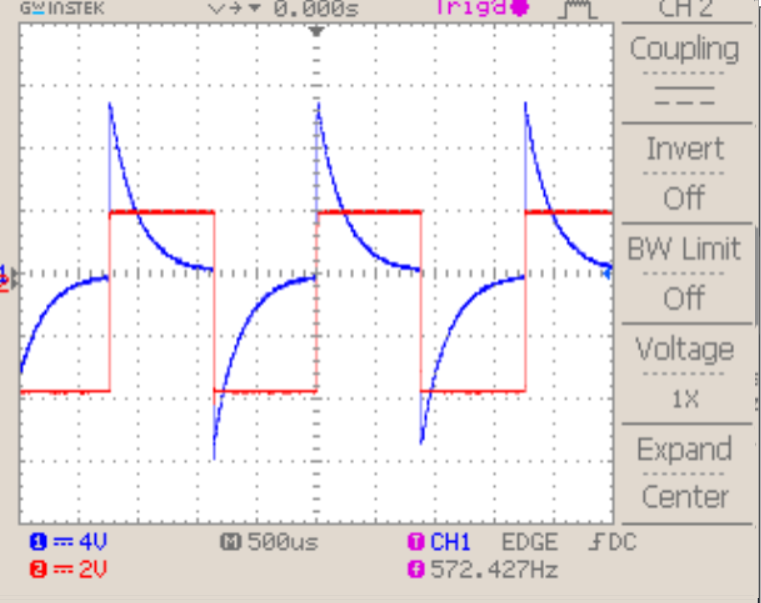 GWINSTEK 0.000s Trig'd CH 2
Coupling
Invert
Off
BW Limit
Off
Voltage
1X
Expand
Center
1 4V M 500us T CH1 EDGE DC
2 2V f 572.427Hz